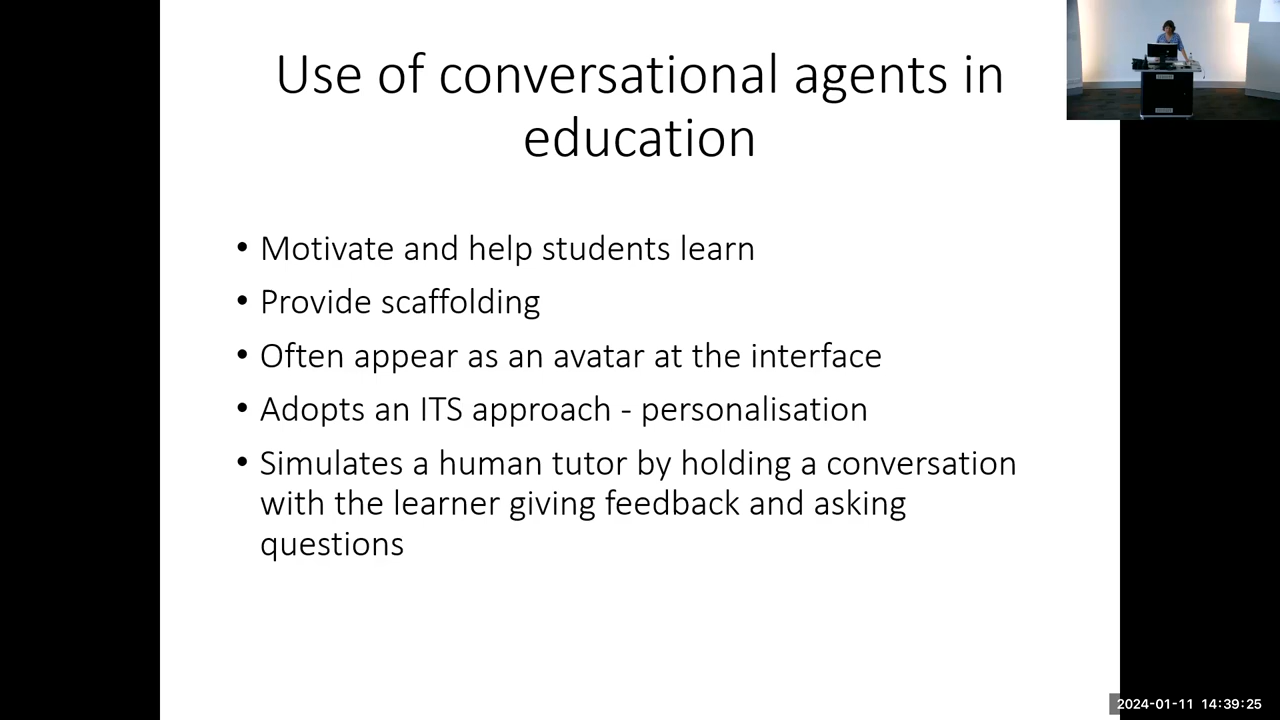 Use of conversational agents in
education
• Motivate and help students learn
• Provide scaffolding
• Often appear as an avatar at the interface
• Adopts an ITS approach - personalisation
• Simulates a human tutor by holding a conversation
with the learner giving feedback and asking
questions
2024-01-11 14:39:25